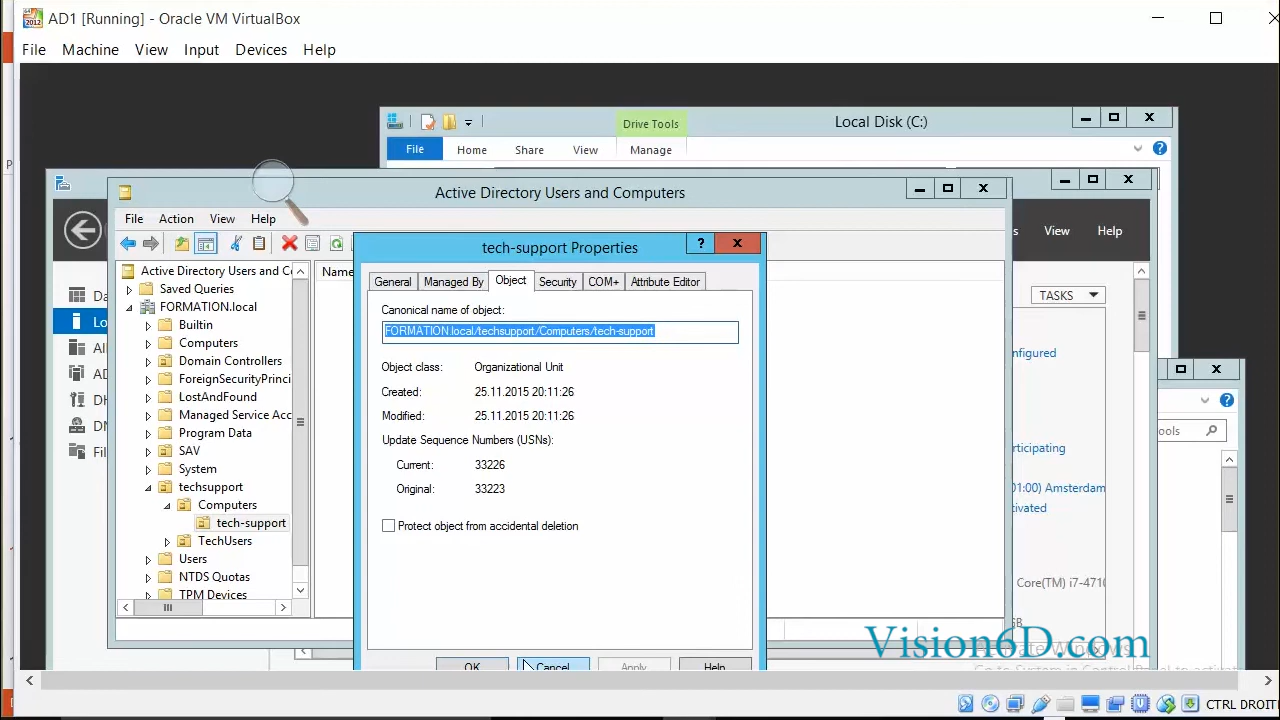 AD1 [Running] - Oracle VM VirtualBox
File Machine View Input Devices Help
Drive Tools
Local Disk (C:)
File Home Share View Manage
Active Directory Users and Computers
File Action View Help
View Help
tech-support Properties
Active Directory Users and Co
Name
General Managed By Object Security COM+ Attribute Editor
Saved Queries
FORMATION.local
TASKS
Canonical name of object:
Builtin
FORMATION.local/techsupport/Computers/tech-support
Computers
Domain Controllers
Object class: Organizational Unit
ForeignSecurityPrinci
Created: 25.11.2015 20:11:26
LostAndFound
Managed Service Acc
Modified: 25.11.2015 20:11:26
Program Data
Update Sequence Numbers (USNs):
SAV
System
Current: 33226
techsupport
Original: 33223
Computers
tech-support
Protect object from accidental deletion
TechUsers
Users
NTDS Quotas
TPM Devices
OK Cancel Apply Help
onfigured
ools
rticipating
01:00) Amsterdam
tivated
Core(TM) i7-4710
Vision6D.com
Activate Windows
CTRL DROIT